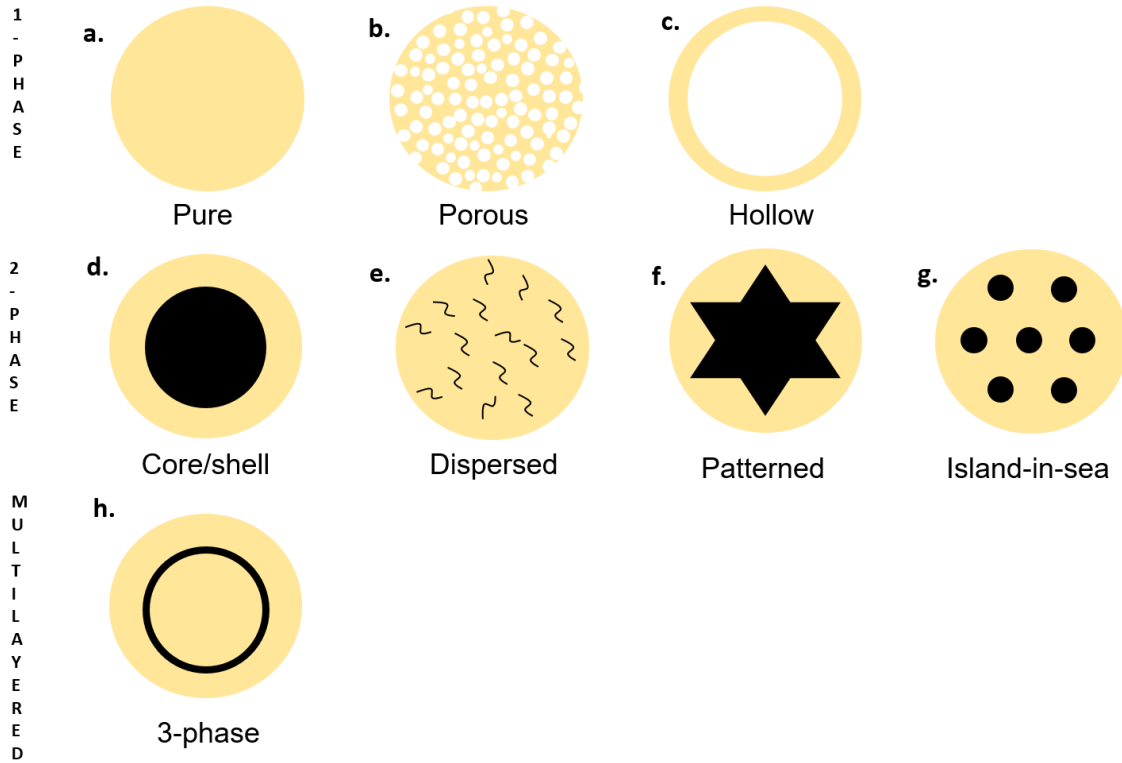 1-PHASE
a.
b.
c.
Pure
Porous
Hollow
2-PHASE
d.
e.
f.
g.
Core/shell
Dispersed
Patterned
Island-in-sea
MULTILAYERED
h.
3-phase